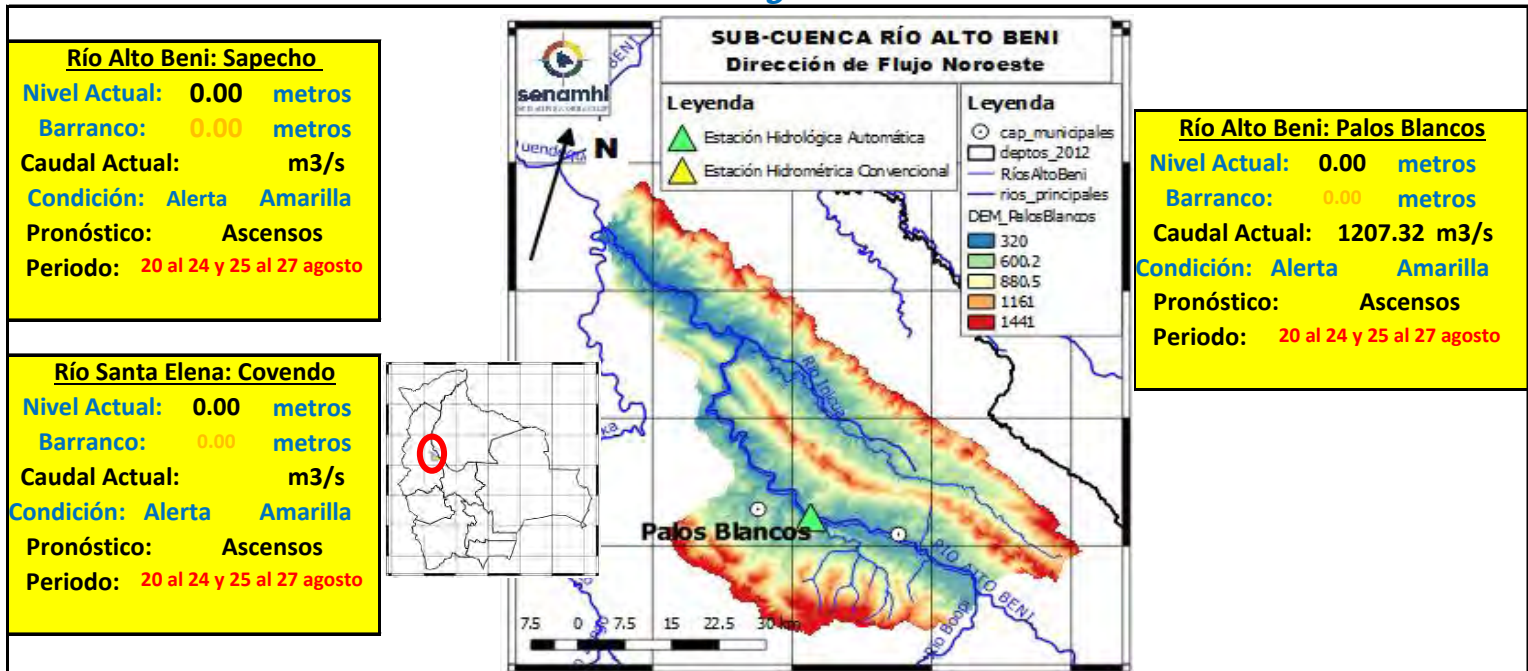 Río Alto Beni: Sapecho
Nivel Actual: 0.00 metros
Barranco: 0.00 metros
Caudal Actual: m3/s
Condición: Alerta Amarilla
Pronóstico: Ascensos
Periodo: 20 al 24 y 25 al 27 agosto
Río Santa Elena: Covendo
Nivel Actual: 0.00 metros
Barranco: 0.00 metros
Caudal Actual: m3/s
Condición: Alerta Amarilla
Pronóstico: Ascensos
Periodo: 20 al 24 y 25 al 27 agosto
senamhi
SUB-CUENCA RÍO ALTO BENI
Dirección de Flujo Noroeste
Leyenda
Estación Hidrológica Automática
Estación Hidrométrica Convencional
Leyenda
cap_municipales
deptos_2012
RíosAltoBeni
rios_principales
DEM_PalosBlancos
320
600.2
880.5
1161
1441
BENI
N
Río Inicua
Palos Blancos
RÍO ALTO BENI
Río Boopi
7.5 0 7.5 15 22.5 30 km
Río Alto Beni: Palos Blancos
Nivel Actual: 0.00 metros
Barranco: 0.00 metros
Caudal Actual: 1207.32 m3/s
Condición: Alerta Amarilla
Pronóstico: Ascensos
Periodo: 20 al 24 y 25 al 27 agosto